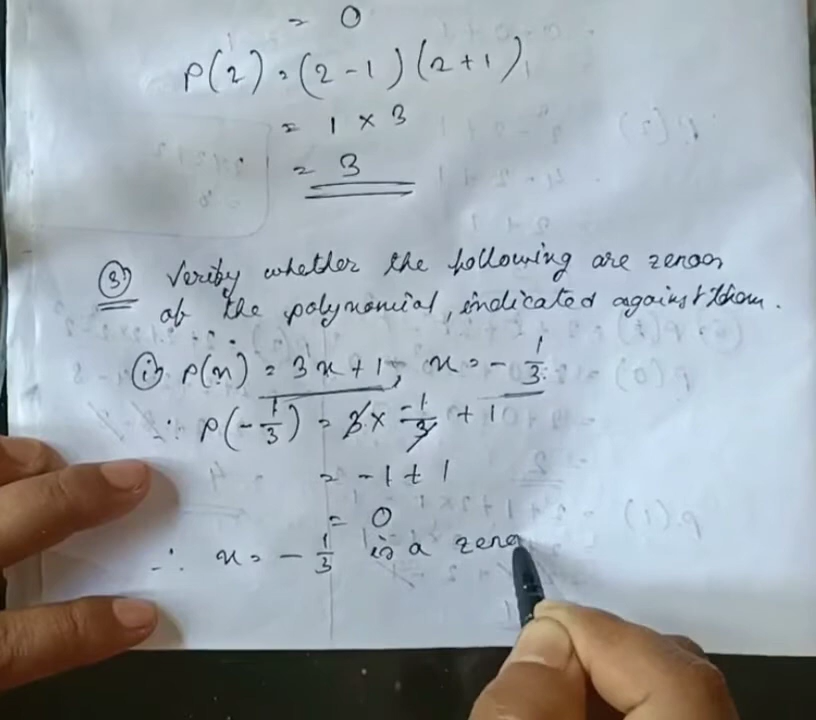 = 0
P(2) = (2-1)(2+1)
= 1 × 3
= 3
③ Verify whether the following are zeroes
of the polynomial, indicated against them.
(i) P(x) = 3x+1, x = -1/3
∴ P(-1/3) = 3 × -1/3 + 1
= -1+1
= 0
∴ x = -1/3 is a zero